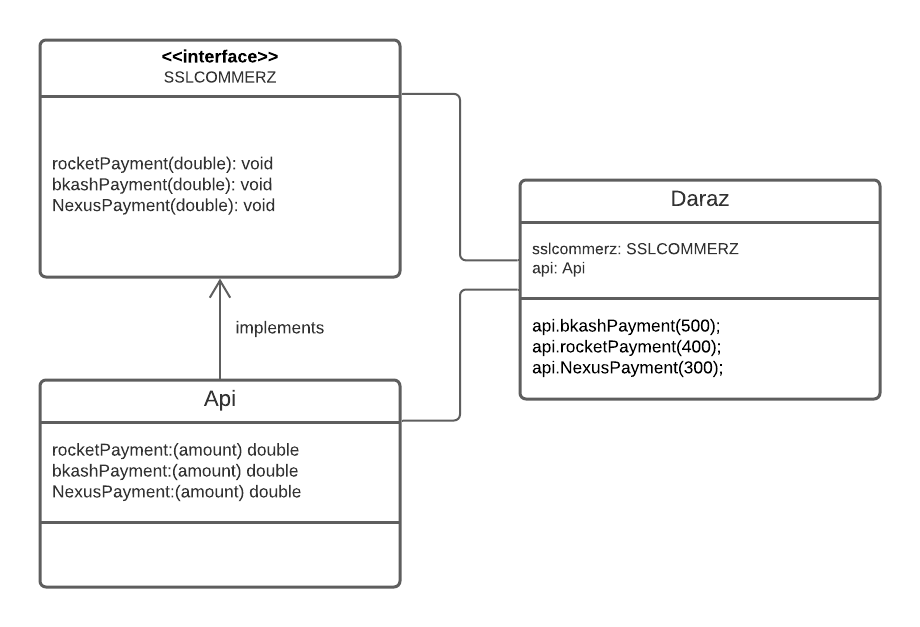 <<interface>>
SSLCOMMERZ
rocketPayment(double): void
bkashPayment(double): void
NexusPayment(double): void
implements
Api
rocketPayment:(amount) double
bkashPayment:(amount) double
NexusPayment:(amount) double
Daraz
sslcommerz: SSLCOMMERZ
api: Api
api.bkashPayment(500);
api.rocketPayment(400);
api.NexusPayment(300);